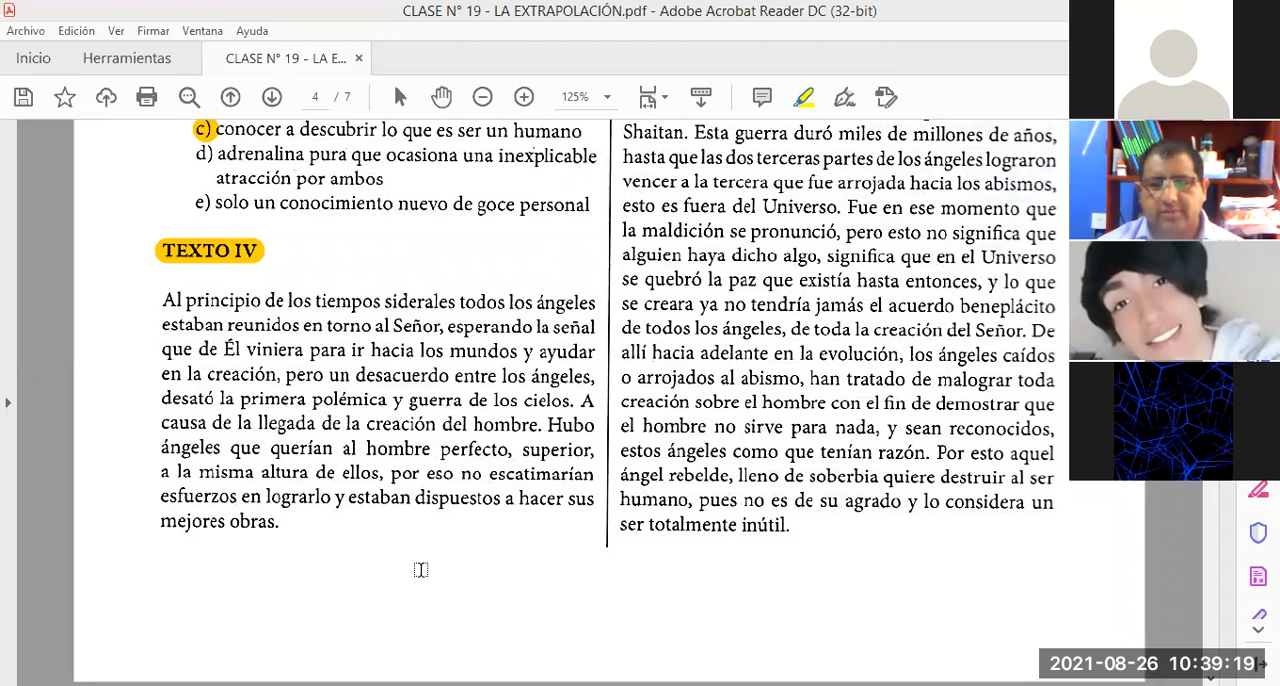 CLASE N° 19 - LA EXTRAPOLACIÓN.pdf - Adobe Acrobat Reader DC (32-bit)
Archivo Edición Ver Firmar Ventana Ayuda
Inicio Herramientas CLASE N° 19 - LA E... ×
4 / 7 125%
c) conocer a descubrir lo que es ser un humano
d) adrenalina pura que ocasiona una inexplicable
atracción por ambos
e) solo un conocimiento nuevo de goce personal
TEXTO IV
Al principio de los tiempos siderales todos los ángeles
estaban reunidos en torno al Señor, esperando la señal
que de Él viniera para ir hacia los mundos y ayudar
en la creación, pero un desacuerdo entre los ángeles,
desató la primera polémica y guerra de los cielos. A
causa de la llegada de la creación del hombre. Hubo
ángeles que querían al hombre perfecto, superior,
a la misma altura de ellos, por eso no escatimarían
esfuerzos en lograrlo y estaban dispuestos a hacer sus
mejores obras.
Shaitan. Esta guerra duró miles de millones de años,
hasta que las dos terceras partes de los ángeles lograron
vencer a la tercera que fue arrojada hacia los abismos,
esto es fuera del Universo. Fue en ese momento que
la maldición se pronunció, pero esto no significa que
alguien haya dicho algo, significa que en el Universo
se quebró la paz que existía hasta entonces, y lo que
se creara ya no tendría jamás el acuerdo beneplácito
de todos los ángeles, de toda la creación del Señor. De
allí hacia adelante en la evolución, los ángeles caídos
o arrojados al abismo, han tratado de malograr toda
creación sobre el hombre con el fin de demostrar que
el hombre no sirve para nada, y sean reconocidos,
estos ángeles como que tenían razón. Por esto aquel
ángel rebelde, lleno de soberbia quiere destruir al ser
humano, pues no es de su agrado y lo considera un
ser totalmente inútil.
2021-08-26 10:39:19